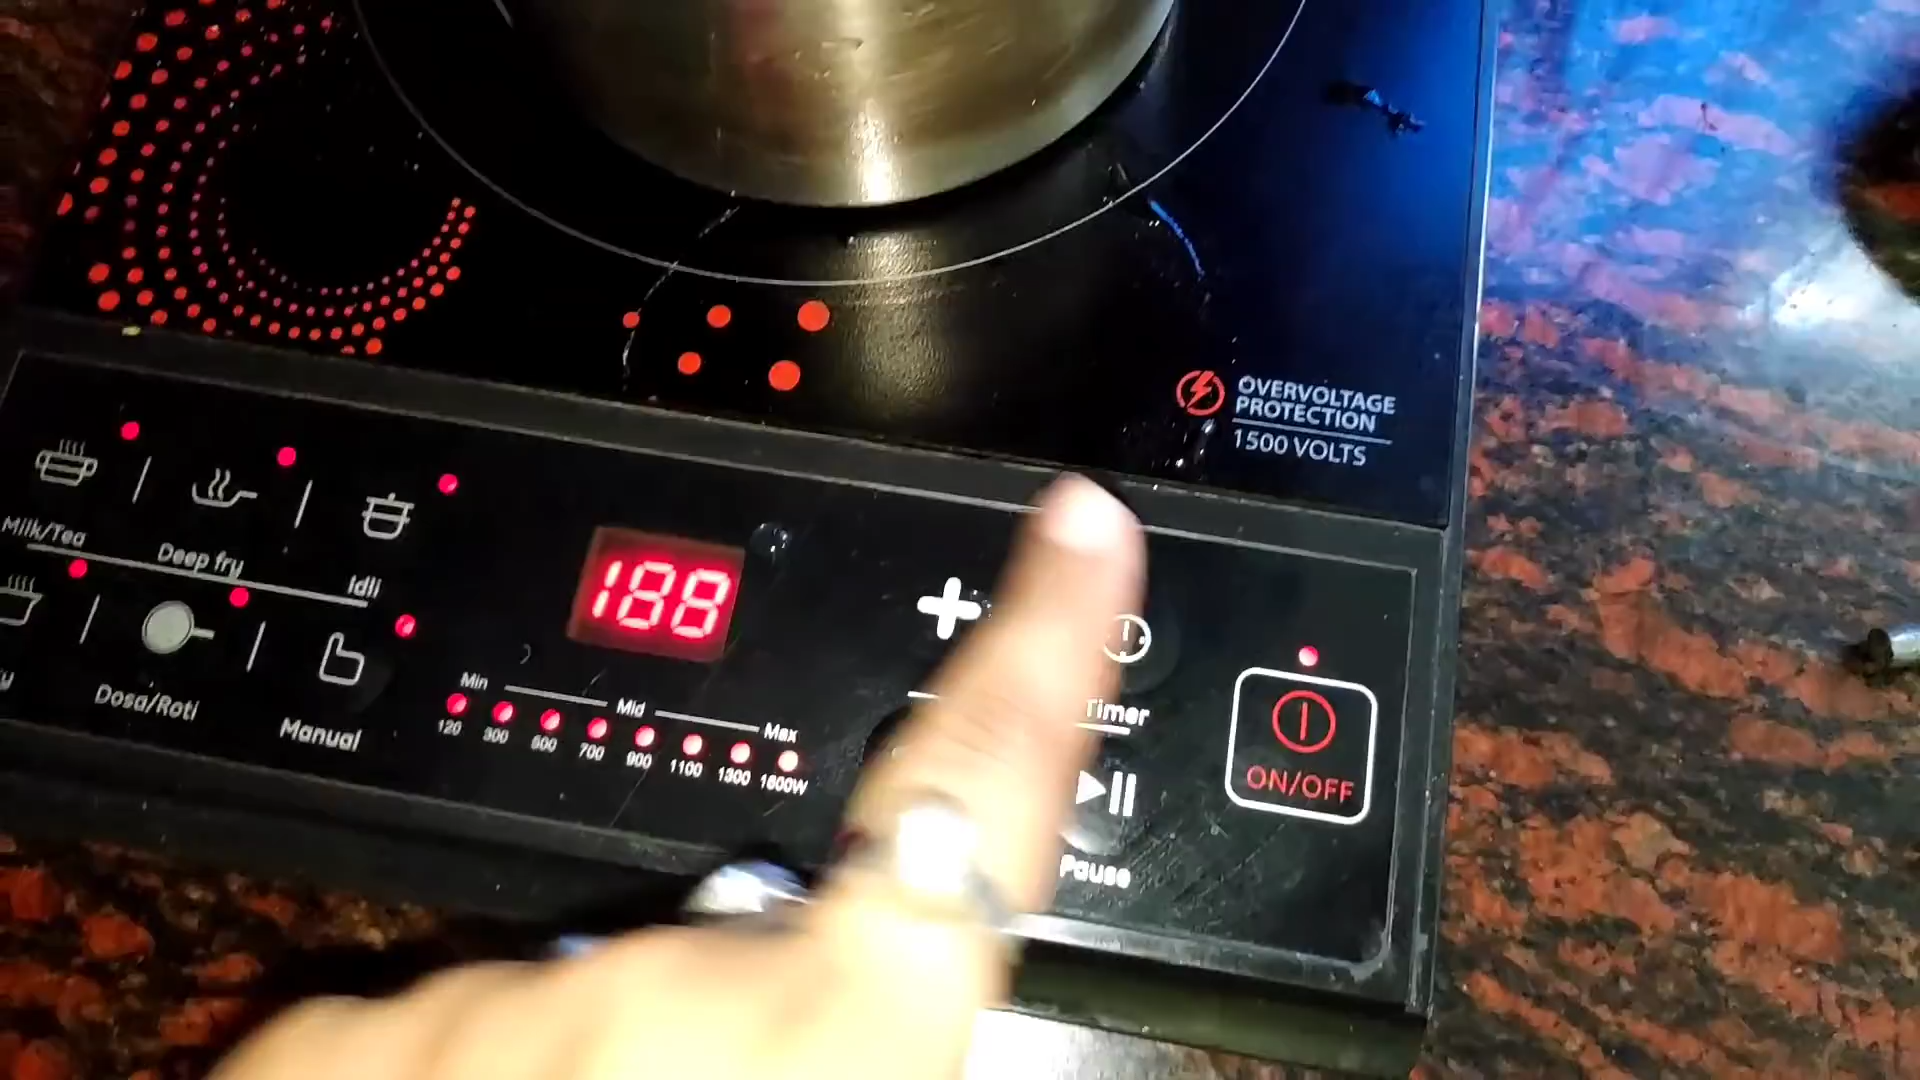 OVERVOLTAGE
PROTECTION
1500 VOLTS
Milk/Tea
Deep fry
Idli
188
Dosa/Roti
Manual
Min
Mid
Max
120
300
500
700
900
1100
1300
1600W
Timer
Pause
ON/OFF